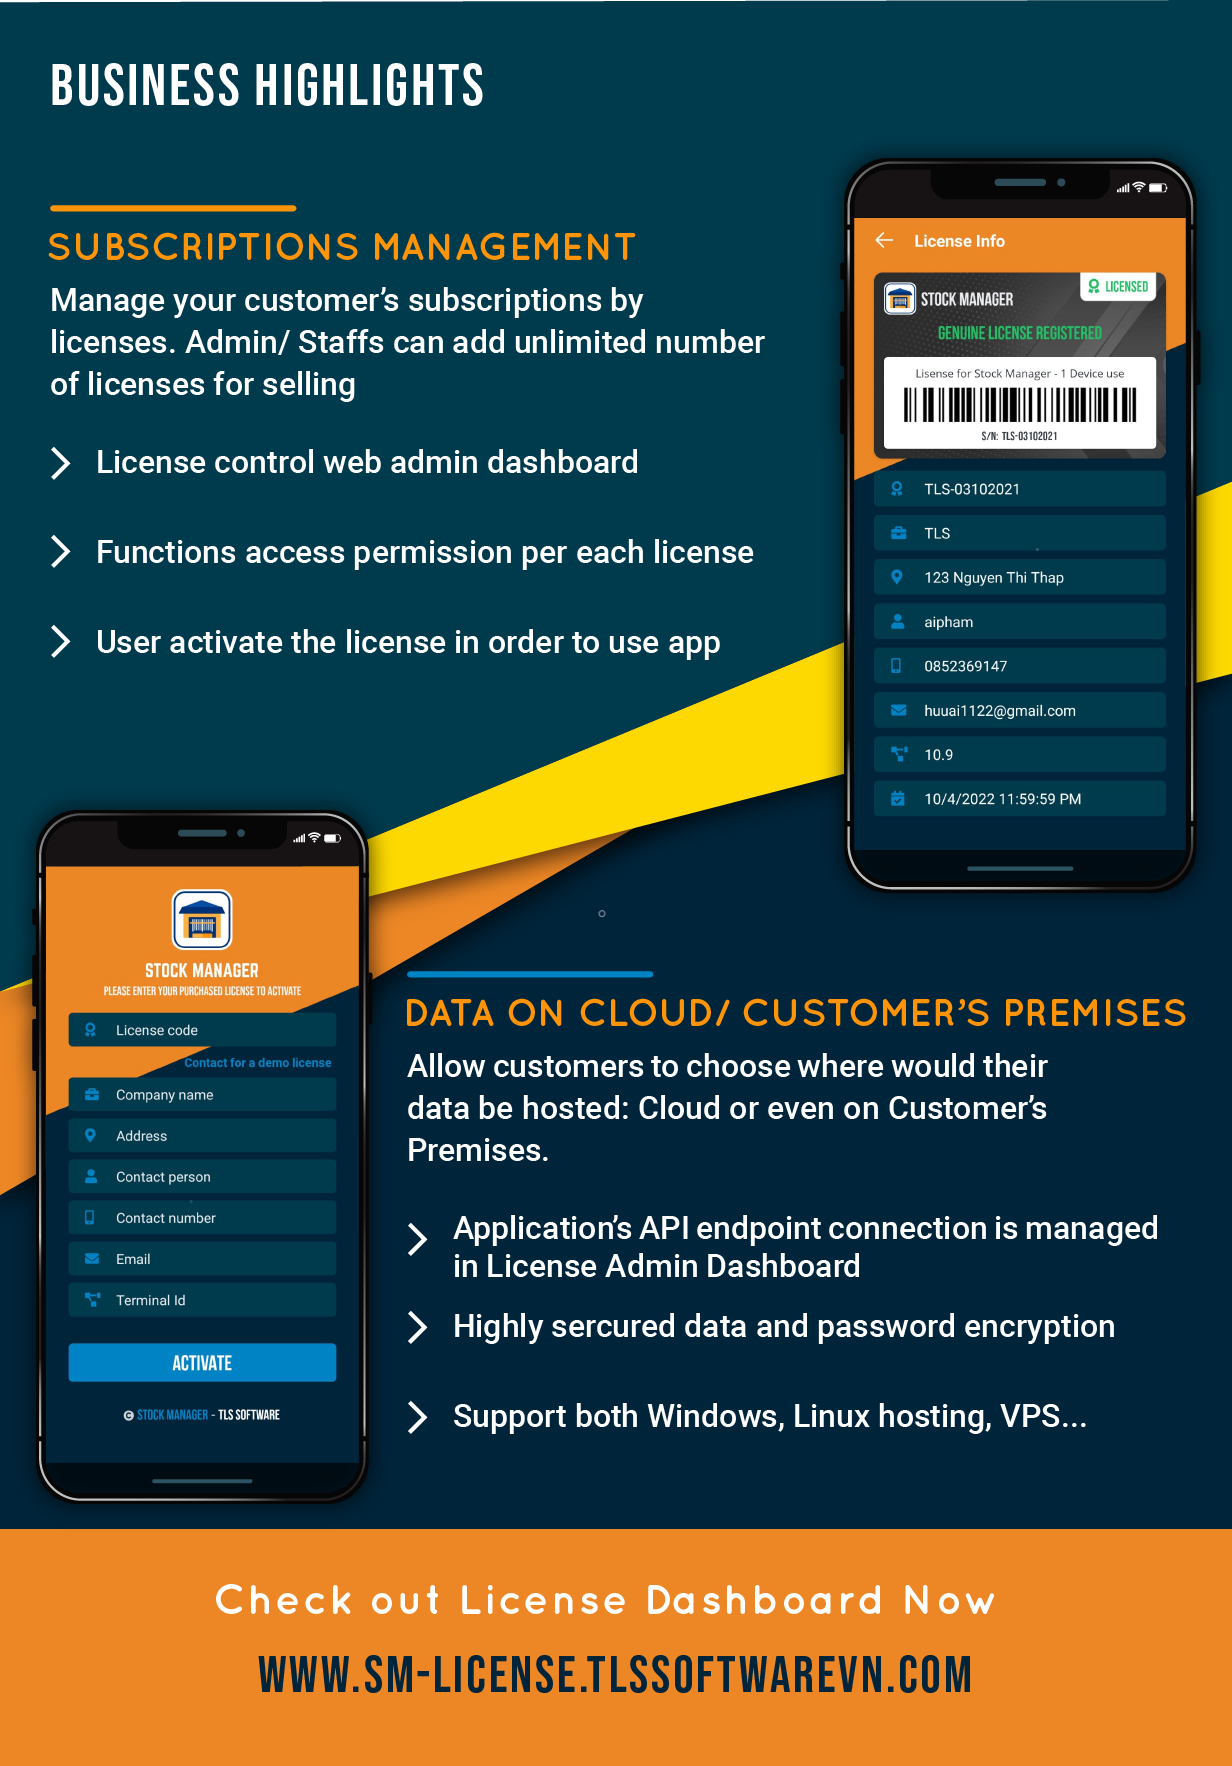 BUSINESS HIGHLIGHTS
SUBSCRIPTIONS MANAGEMENT
Manage your customer's subscriptions by
licenses. Admin/ Staffs can add unlimited number
of licenses for selling
License control web admin dashboard
Functions access permission per each license
User activate the license in order to use app
License Info
STOCK MANAGER
LICENSED
GENUINE LICENSE REGISTERED
Lisense for Stock Manager - 1 Device use
S/N: TLS-03102021
TLS-03102021
TLS
123 Nguyen Thi Thap
aipham
0852369147
huuai1122@gmail.com
10.9
10/4/2022 11:59:59 PM
STOCK MANAGER
PLEASE ENTER YOUR PURCHASED LICENSE TO ACTIVATE
License code
Contact for a demo license
Company name
Address
Contact person
Contact number
Email
Terminal Id
ACTIVATE
© STOCK MANAGER - TLS SOFTWARE
DATA ON CLOUD/ CUSTOMER'S PREMISES
Allow customers to choose where would their
data be hosted: Cloud or even on Customer's
Premises.
Application's API endpoint connection is managed
in License Admin Dashboard
Highly sercured data and password encryption
Support both Windows, Linux hosting, VPS...
Check out License Dashboard Now
WWW.SM-LICENSE.TLSSOFTWAREVN.COM